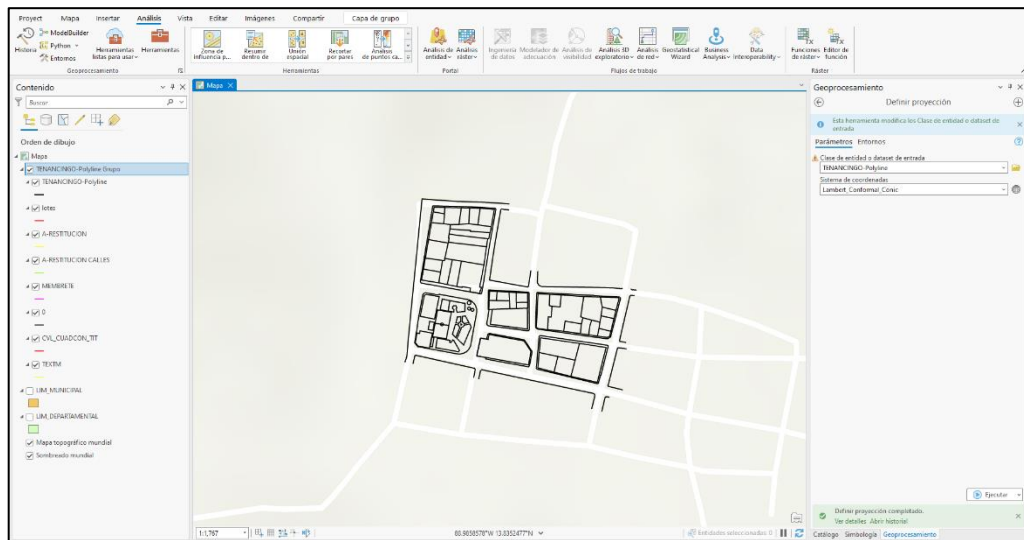 Project Mapa Insertar Análisis Vista Editar Imágenes Compartir Capa de grupo
Historia
ModelBuilder
Python
Entornos
Herramientas listas para usar
Herramientas
Geoprocesamiento
Zona de influencia p...
Resumir dentro de
Unión espacial
Recortar por pares
Análisis de puntos ca...
Herramientas
Análisis de entidad
Análisis ráster
Portal
Ingeniería de datos
Modelador de adecuación
Análisis de visibilidad
Análisis 3D exploratorio
Análisis de red
Geostatistical Wizard
Business Analysis
Data Interoperability
Flujos de trabajo
Funciones de ráster
Editor de función
Ráster
Contenido
Buscar
Orden de dibujo
Mapa
TENANCINGO-Polyline Grupo
TENANCINGO-Polyline
lotes
A-RESTITUCION
A-RESTITUCION CALLES
MEMBRETE
0
CVL_CUADCON_TIT
TEXTM
LIM_MUNICIPAL
LIM_DEPARTAMENTAL
Mapa topográfico mundial
Sombreado mundial
Mapa
1:1,767
Entidades seleccionadas: 0
Geoprocesamiento
Definir proyección
Esta herramienta modifica los Clase de entidad o dataset de entrada
Parámetros Entornos
Clase de entidad o dataset de entrada
TENANCINGO-Polyline
Sistema de coordenadas
Lambert_Conformal_Conic
Ejecutar
Definir proyección completado.
Ver detalles Abrir historial
Catálogo Simbología Geoprocesamiento